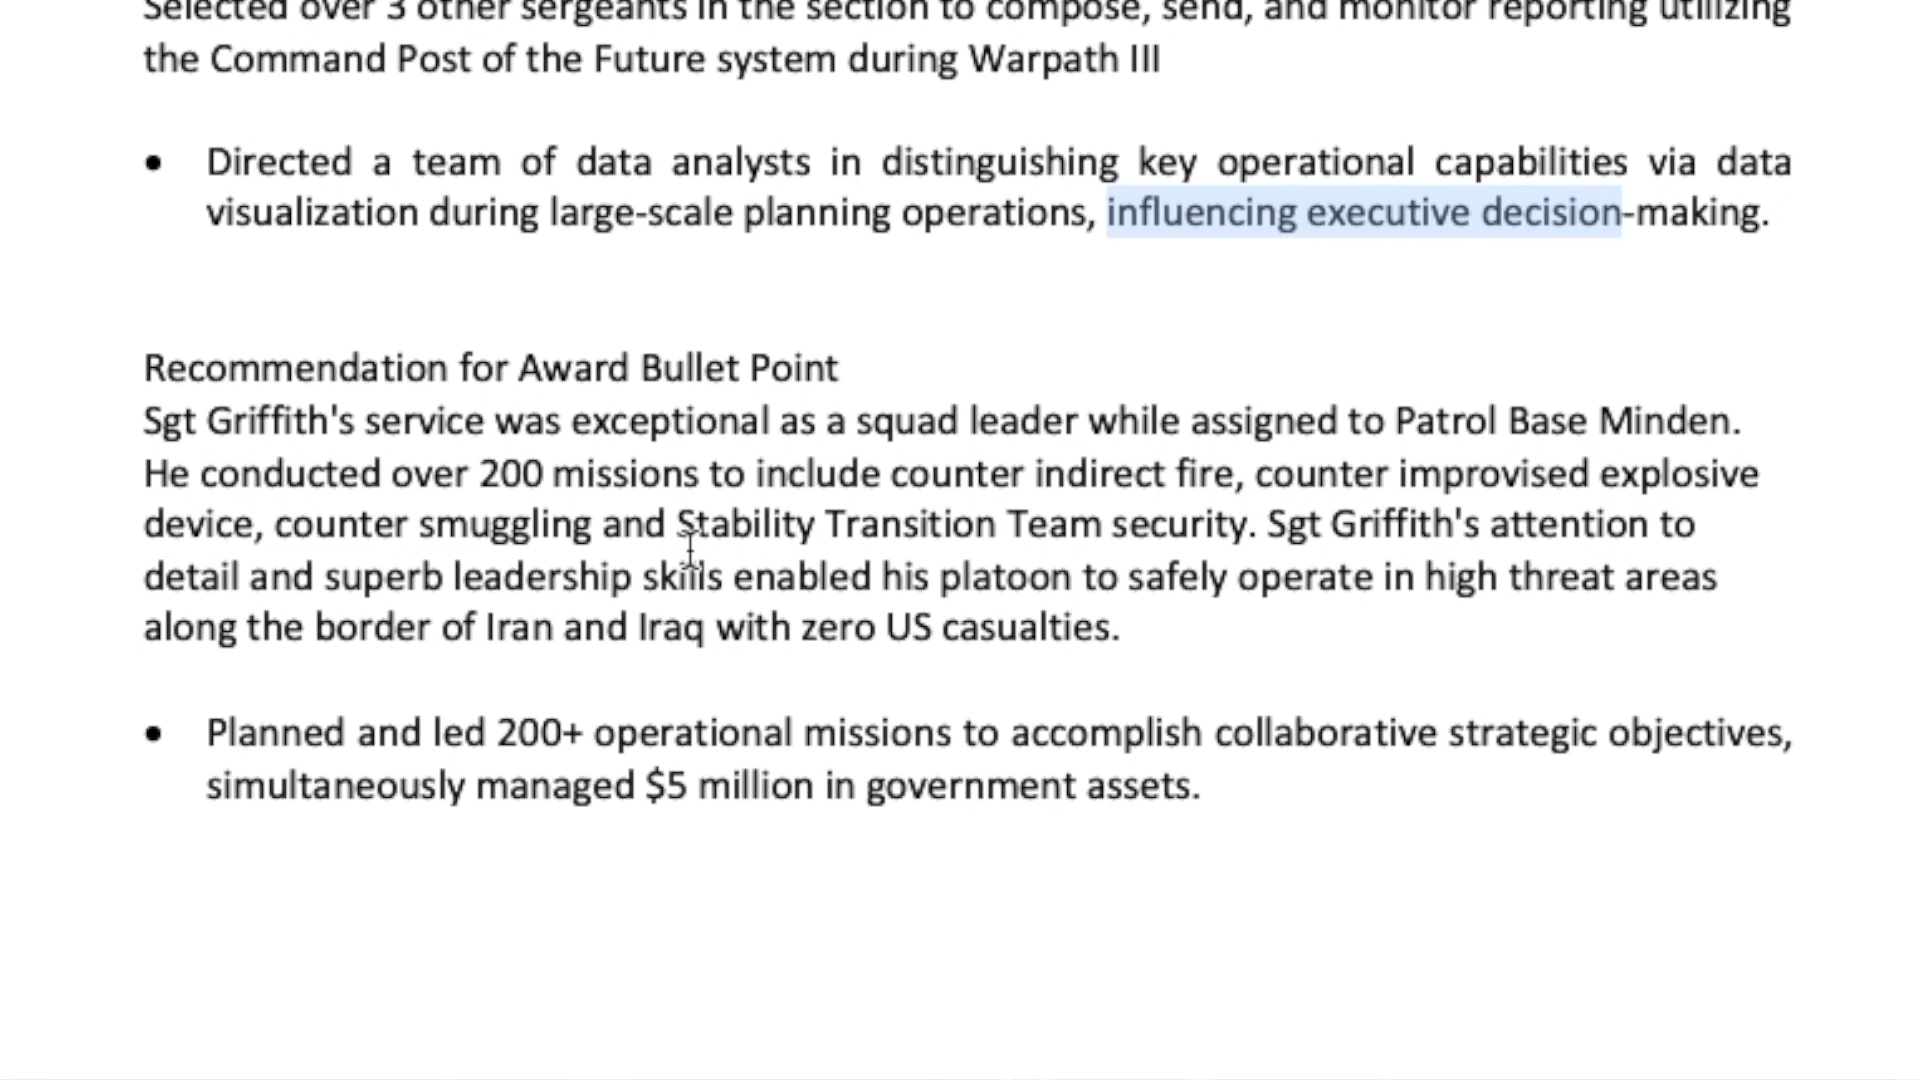 Selected over 3 other sergeants in the section to compose, send, and monitor reporting utilizing
the Command Post of the Future system during Warpath III
• Directed a team of data analysts in distinguishing key operational capabilities via data
visualization during large-scale planning operations, influencing executive decision-making.
Recommendation for Award Bullet Point
Sgt Griffith's service was exceptional as a squad leader while assigned to Patrol Base Minden.
He conducted over 200 missions to include counter indirect fire, counter improvised explosive
device, counter smuggling and Stability Transition Team security. Sgt Griffith's attention to
detail and superb leadership skills enabled his platoon to safely operate in high threat areas
along the border of Iran and Iraq with zero US casualties.
• Planned and led 200+ operational missions to accomplish collaborative strategic objectives,
simultaneously managed $5 million in government assets.